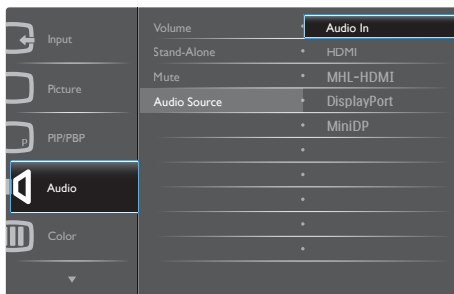 Input
Picture
P
PIP/PBP
Audio
Color
Volume
Stand-Alone
Mute
Audio Source
Audio In
HDMI
MHL-HDMI
DisplayPort
MiniDP